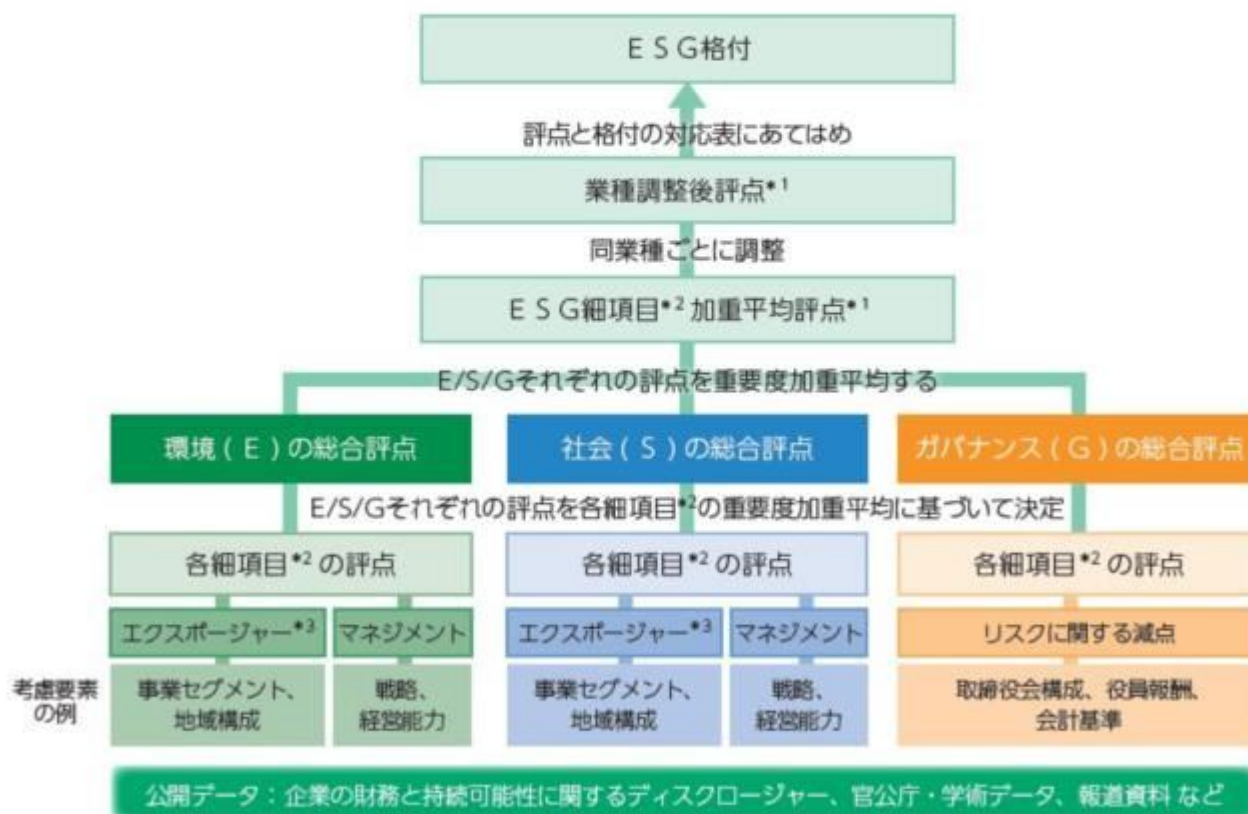 ESG格付
評点と格付の対応表にあてはめ
業種調整後評点*1
同業種ごとに調整
ESG細項目*2 加重平均評点*1
E/S/Gそれぞれの評点を重要度加重平均する
環境(E)の総合評点
社会(S)の総合評点
ガバナンス(G)の総合評点
E/S/Gそれぞれの評点を各細項目*2の重要度加重平均に基づいて決定
各細項目*2 の評点
各細項目*2 の評点
各細項目*2 の評点
エクスポージャー*3
マネジメント
エクスポージャー*3
マネジメント
リスクに関する減点
考慮要素
の例
事業セグメント、
地域構成
戦略、
経営能力
事業セグメント、
地域構成
戦略、
経営能力
取締役会構成、役員報酬、
会計基準
公開データ：企業の財務と持続可能性に関するディスクロージャー、官公庁・学術データ、報道資料 など